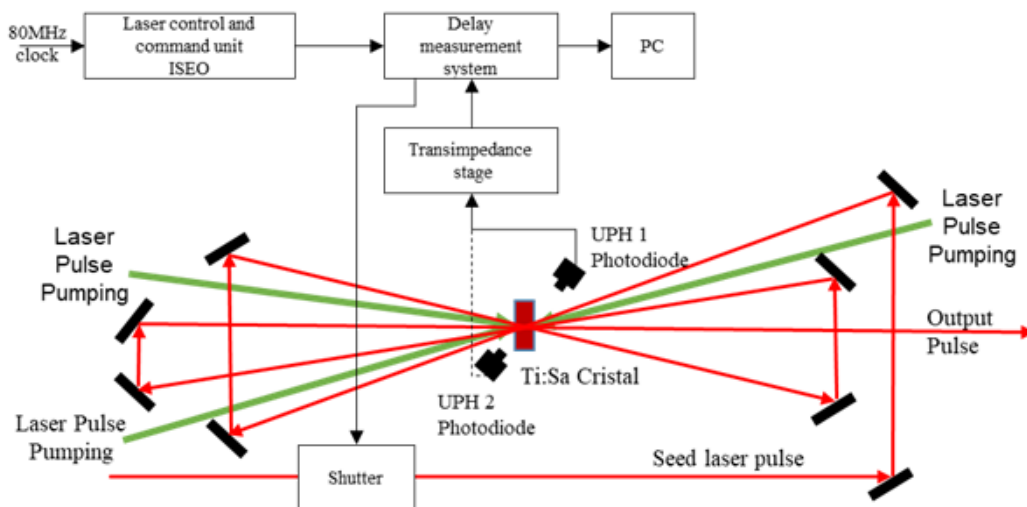 80MHz
clock
Laser control and
command unit
ISEO
Delay
measurement
system
PC
Transimpedance
stage
Laser
Pulse
Pumping
UPH 1
Photodiode
Laser
Pulse
Pumping
Output
Pulse
Ti:Sa Cristal
UPH 2
Photodiode
Laser Pulse
Pumping
Shutter
Seed laser pulse